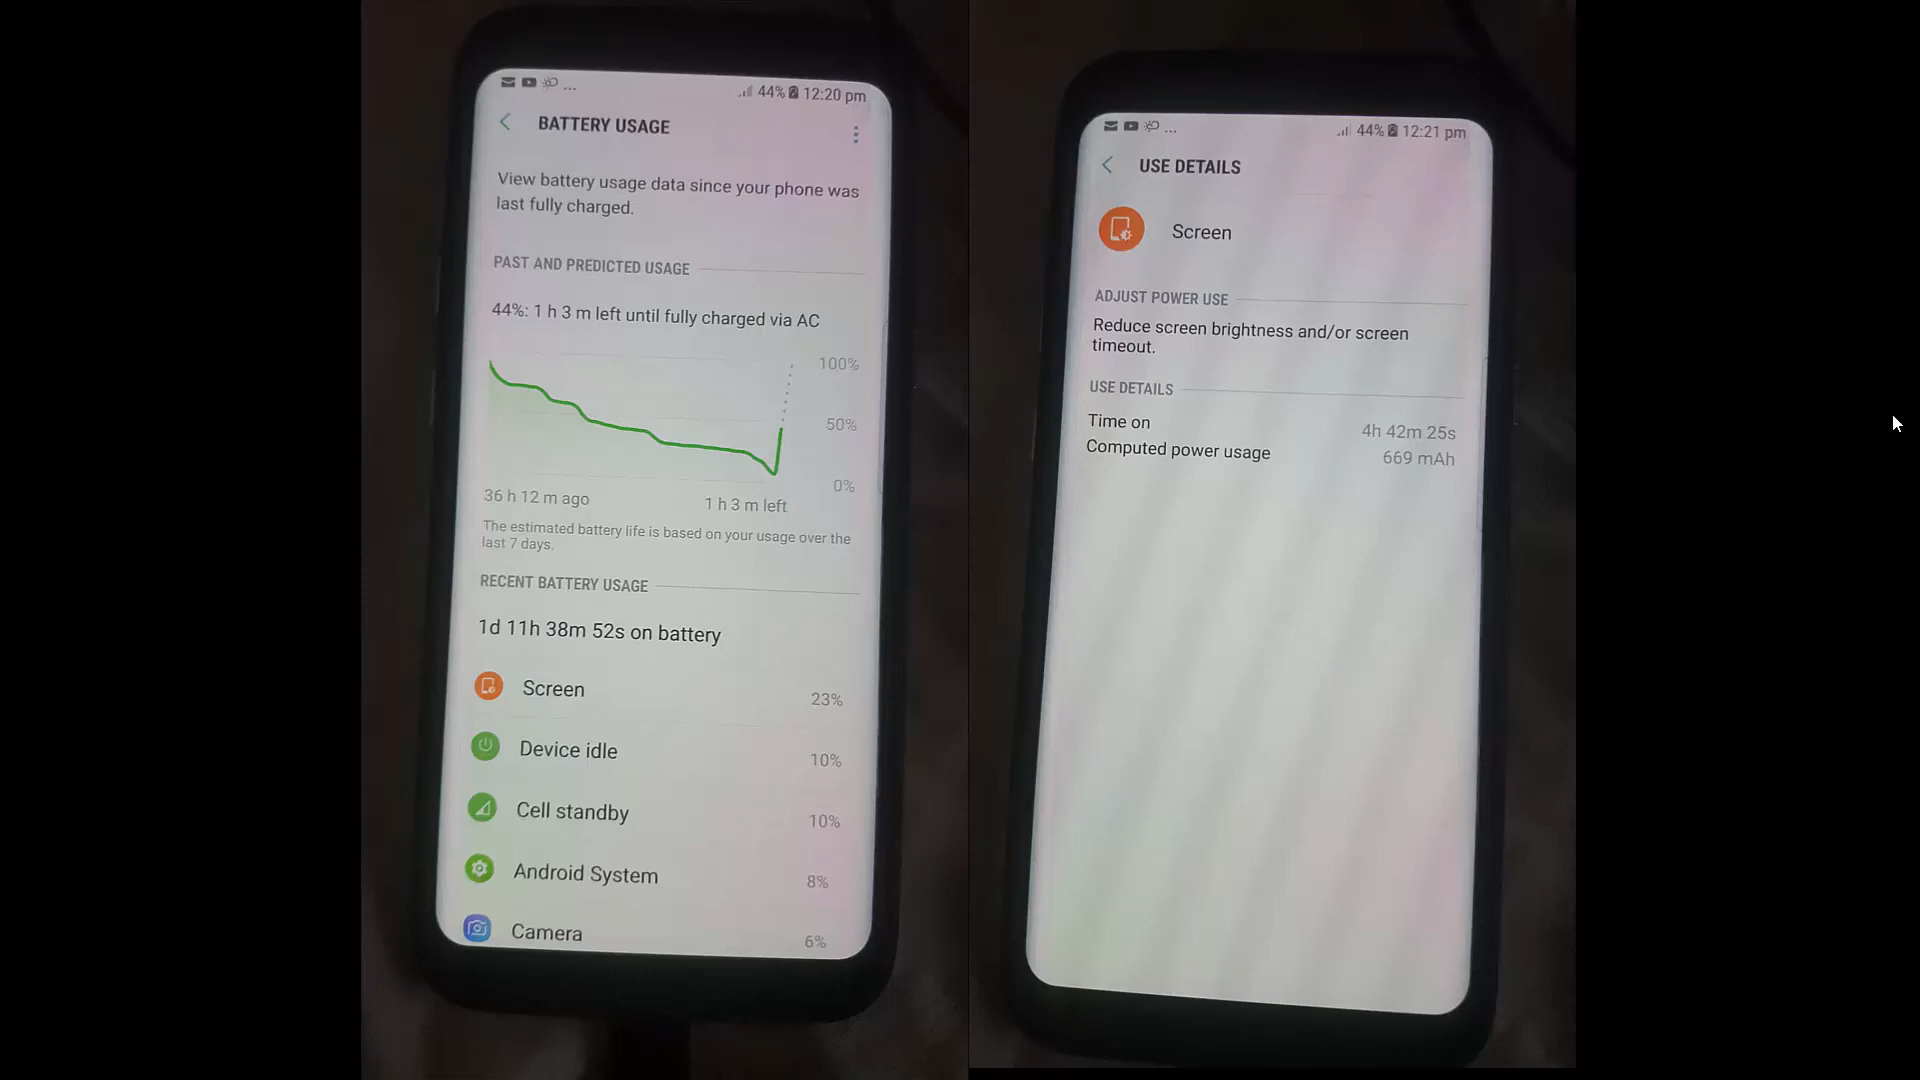 ... 44% 12:20 pm
BATTERY USAGE
View battery usage data since your phone was
last fully charged.
PAST AND PREDICTED USAGE
44%: 1 h 3 m left until fully charged via AC
100%
50%
0%
36 h 12 m ago 1 h 3 m left
The estimated battery life is based on your usage over the
last 7 days.
RECENT BATTERY USAGE
1d 11h 38m 52s on battery
Screen 23%
Device idle 10%
Cell standby 10%
Android System 8%
Camera 6%
... 44% 12:21 pm
USE DETAILS
Screen
ADJUST POWER USE
Reduce screen brightness and/or screen
timeout.
USE DETAILS
Time on 4h 42m 25s
Computed power usage 669 mAh